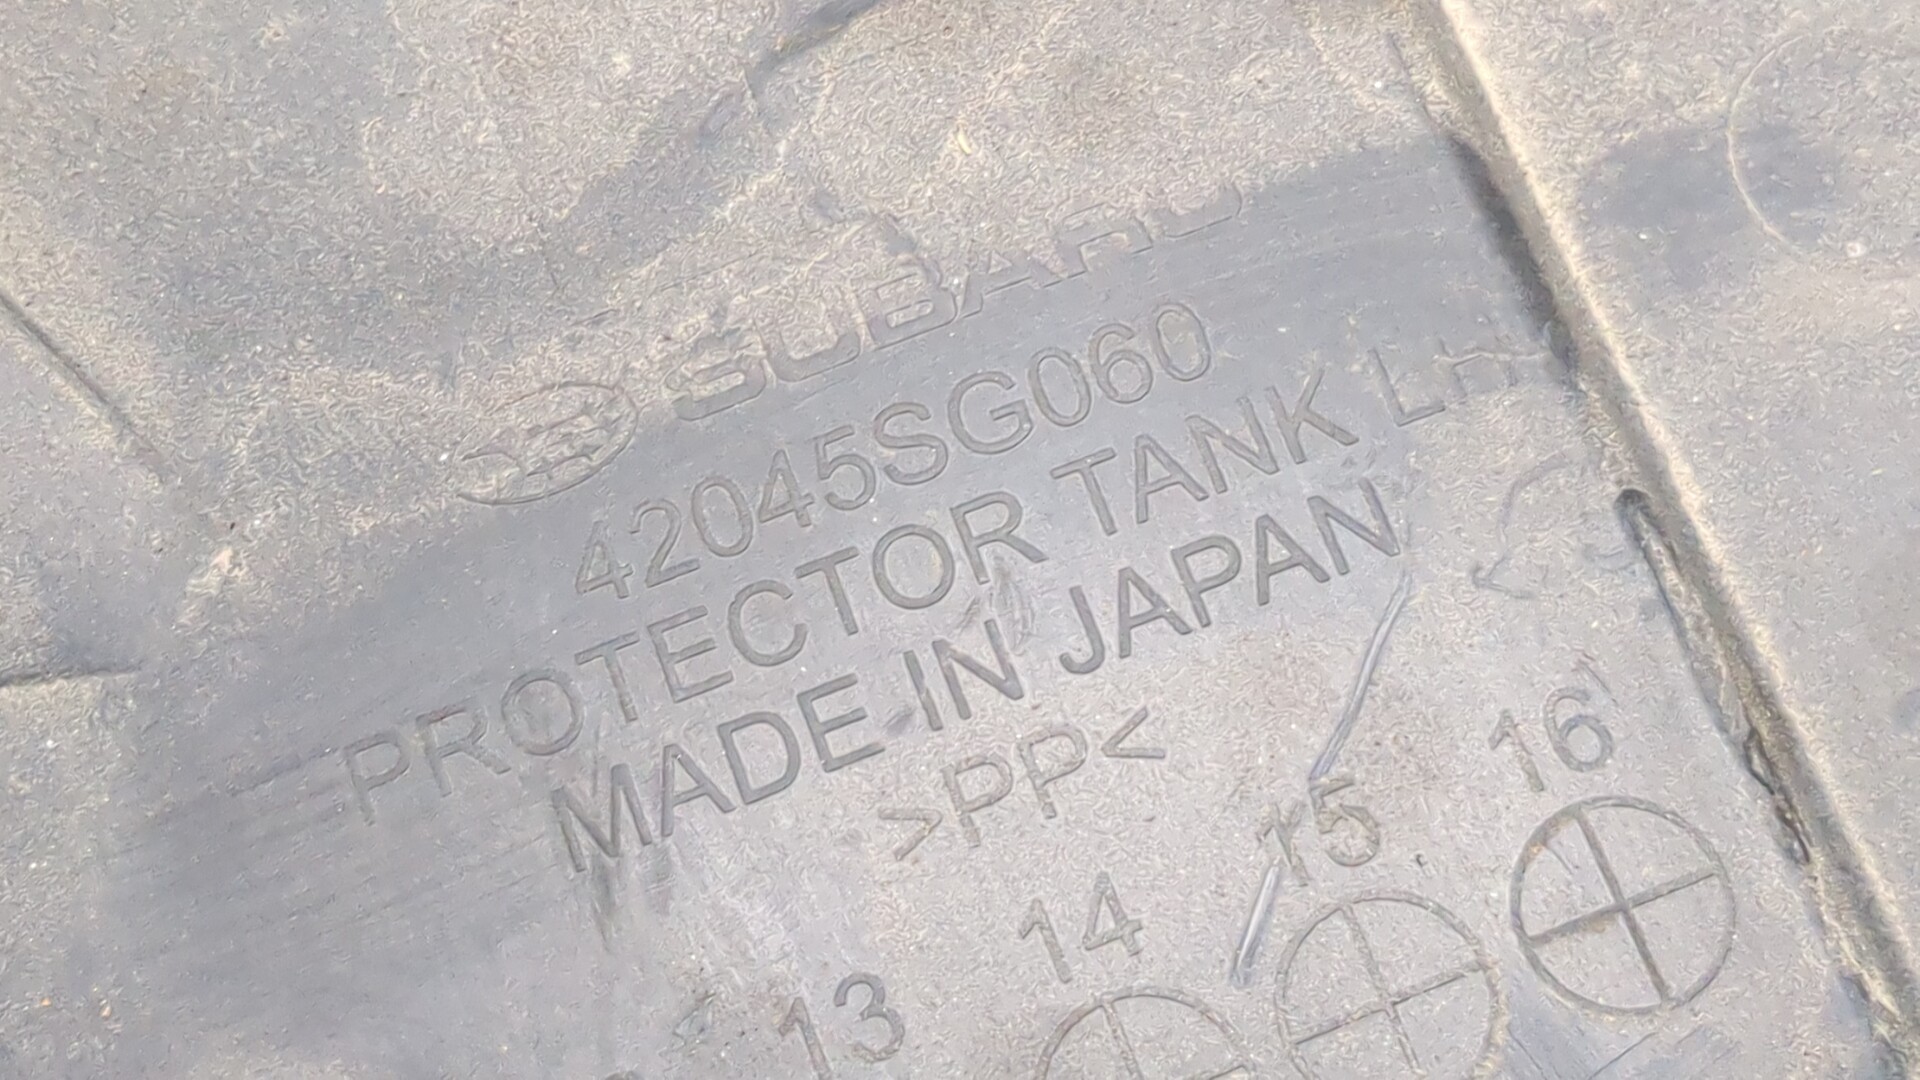 SUBARU
42045SG060
PROTECTOR TANK LH
MADE IN JAPAN
>PP<
13 14 15 16